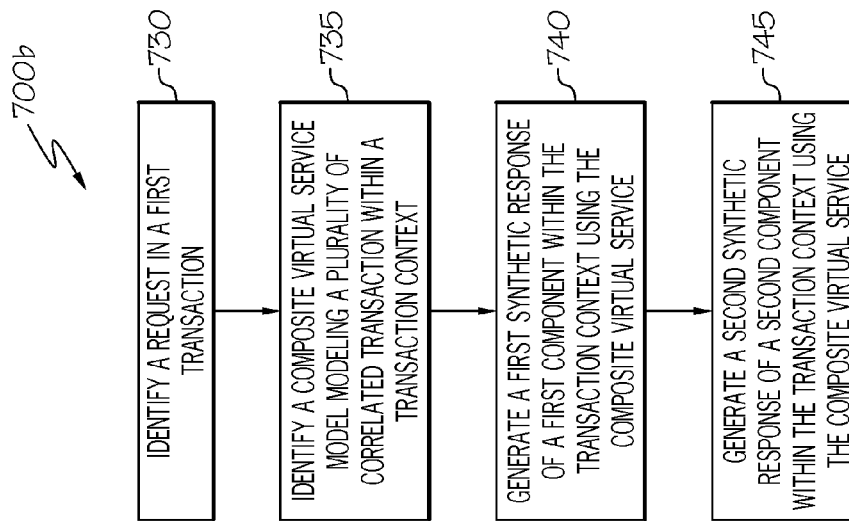 700b
730
IDENTIFY A REQUEST IN A FIRST
TRANSACTION
735
IDENTIFY A COMPOSITE VIRTUAL SERVICE
MODEL MODELING A PLURALITY OF
CORRELATED TRANSACTION WITHIN A
TRANSACTION CONTEXT
740
GENERATE A FIRST SYNTHETIC RESPONSE
OF A FIRST COMPONENT WITHIN THE
TRANSACTION CONTEXT USING THE
COMPOSITE VIRTUAL SERVICE
745
GENERATE A SECOND SYNTHETIC
RESPONSE OF A SECOND COMPONENT
WITHIN THE TRANSACTION CONTEXT USING
THE COMPOSITE VIRTUAL SERVICE